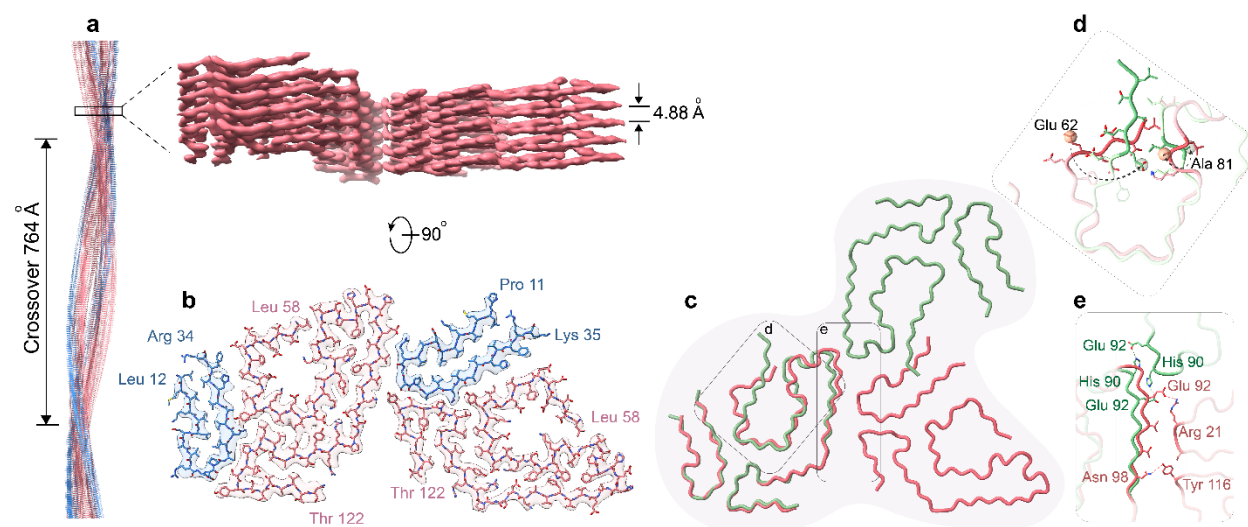 a
Crossover 764 Å
4.88 Å
90°
b
Leu 58
Pro 11
Arg 34
Lys 35
Leu 12
Leu 58
Thr 122
Thr 122
c
d
e
d
Glu 62
Ala 81
e
Glu 92
His 90
His 90
Glu 92
Glu 92
Arg 21
Asn 98
Tyr 116